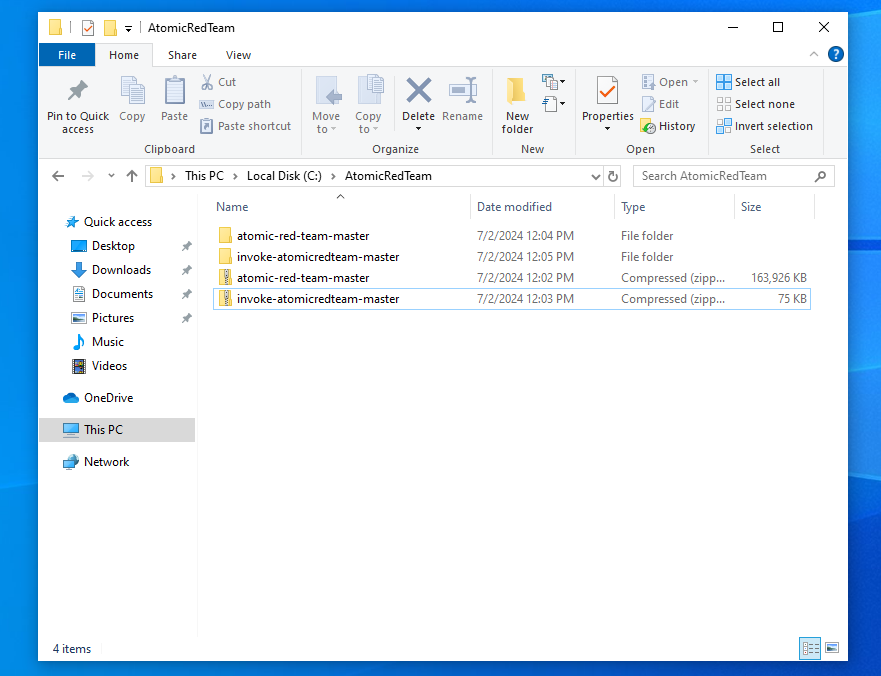 AtomicRedTeam
File Home Share View
Pin to Quick access
Copy
Paste
Cut
Copy path
Paste shortcut
Clipboard
Move to
Copy to
Delete
Rename
Organize
New folder
New
Properties
Open
Edit
History
Open
Select all
Select none
Invert selection
Select
This PC > Local Disk (C:) > AtomicRedTeam
Search AtomicRedTeam
Quick access
Desktop
Downloads
Documents
Pictures
Music
Videos
OneDrive
This PC
Network
Name Date modified Type Size
atomic-red-team-master 7/2/2024 12:04 PM File folder
invoke-atomicredteam-master 7/2/2024 12:05 PM File folder
atomic-red-team-master 7/2/2024 12:02 PM Compressed (zipp... 163,926 KB
invoke-atomicredteam-master 7/2/2024 12:03 PM Compressed (zipp... 75 KB
4 items